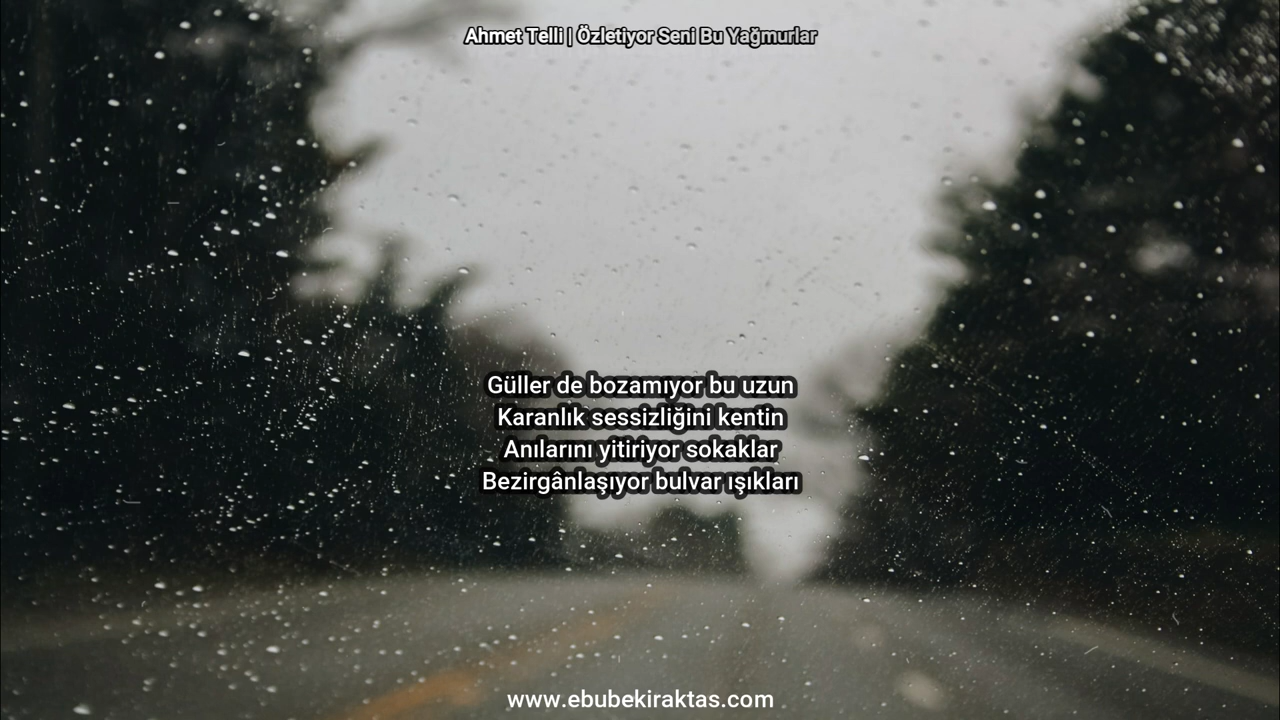 Ahmet Telli | Özletiyor Seni Bu Yağmurlar
Güller de bozamıyor bu uzun
Karanlık sessizliğini kentin
Anılarını yitiriyor sokaklar
Bezirgânlaşıyor bulvar ışıkları
www.ebubekiraktas.com